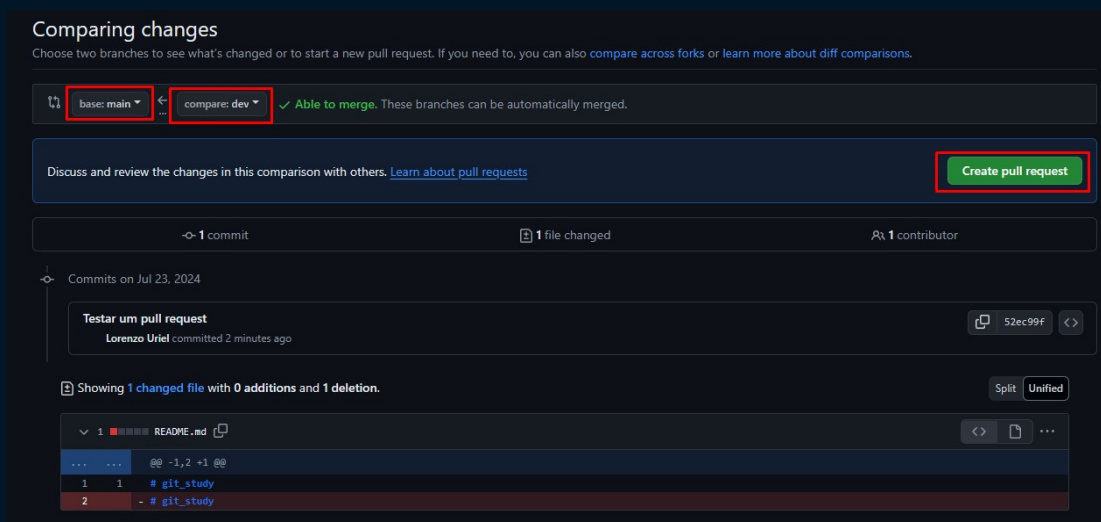 Comparing changes
Choose two branches to see what's changed or to start a new pull request. If you need to, you can also compare across forks or learn more about diff comparisons.
base: main compare: dev Able to merge. These branches can be automatically merged.
Discuss and review the changes in this comparison with others. Learn about pull requests Create pull request
1 commit 1 file changed 1 contributor
Commits on Jul 23, 2024
Testar um pull request
52ec99f
Lorenzo Uriel committed 2 minutes ago
Showing 1 changed file with 0 additions and 1 deletion. Split Unified
1 README.md
... ... @@ -1,2 +1 @@
1 1 # git_study
2 - # git_study